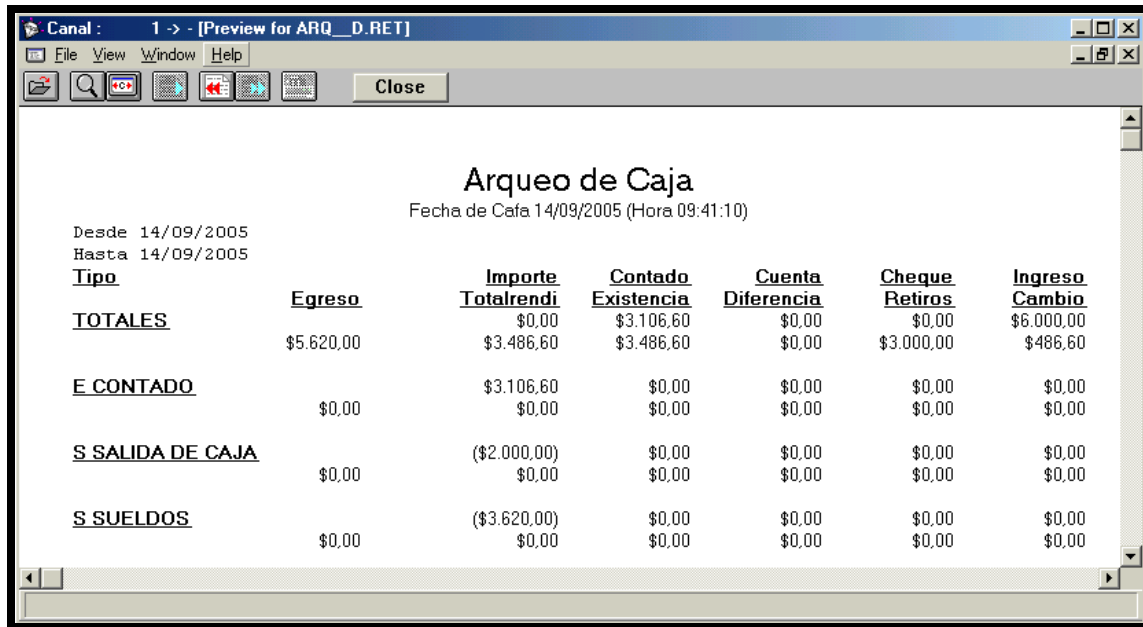 Canal : 1 -> - [Preview for ARQ__D.RET]
File View Window Help
Close
Arqueo de Caja
Fecha de Cafa 14/09/2005 (Hora 09:41:10)
Desde 14/09/2005
Hasta 14/09/2005
Tipo Importe Contado Cuenta Cheque Ingreso
Egreso Totalrendi Existencia Diferencia Retiros Cambio
TOTALES $0,00 $3.106,60 $0,00 $0,00 $6.000,00
$5.620,00 $3.486,60 $3.486,60 $0,00 $3.000,00 $486,60
E CONTADO $3.106,60 $0,00 $0,00 $0,00 $0,00
$0,00 $0,00 $0,00 $0,00 $0,00 $0,00
S SALIDA DE CAJA ($2.000,00) $0,00 $0,00 $0,00 $0,00
$0,00 $0,00 $0,00 $0,00 $0,00 $0,00
S SUELDOS ($3.620,00) $0,00 $0,00 $0,00 $0,00
$0,00 $0,00 $0,00 $0,00 $0,00 $0,00